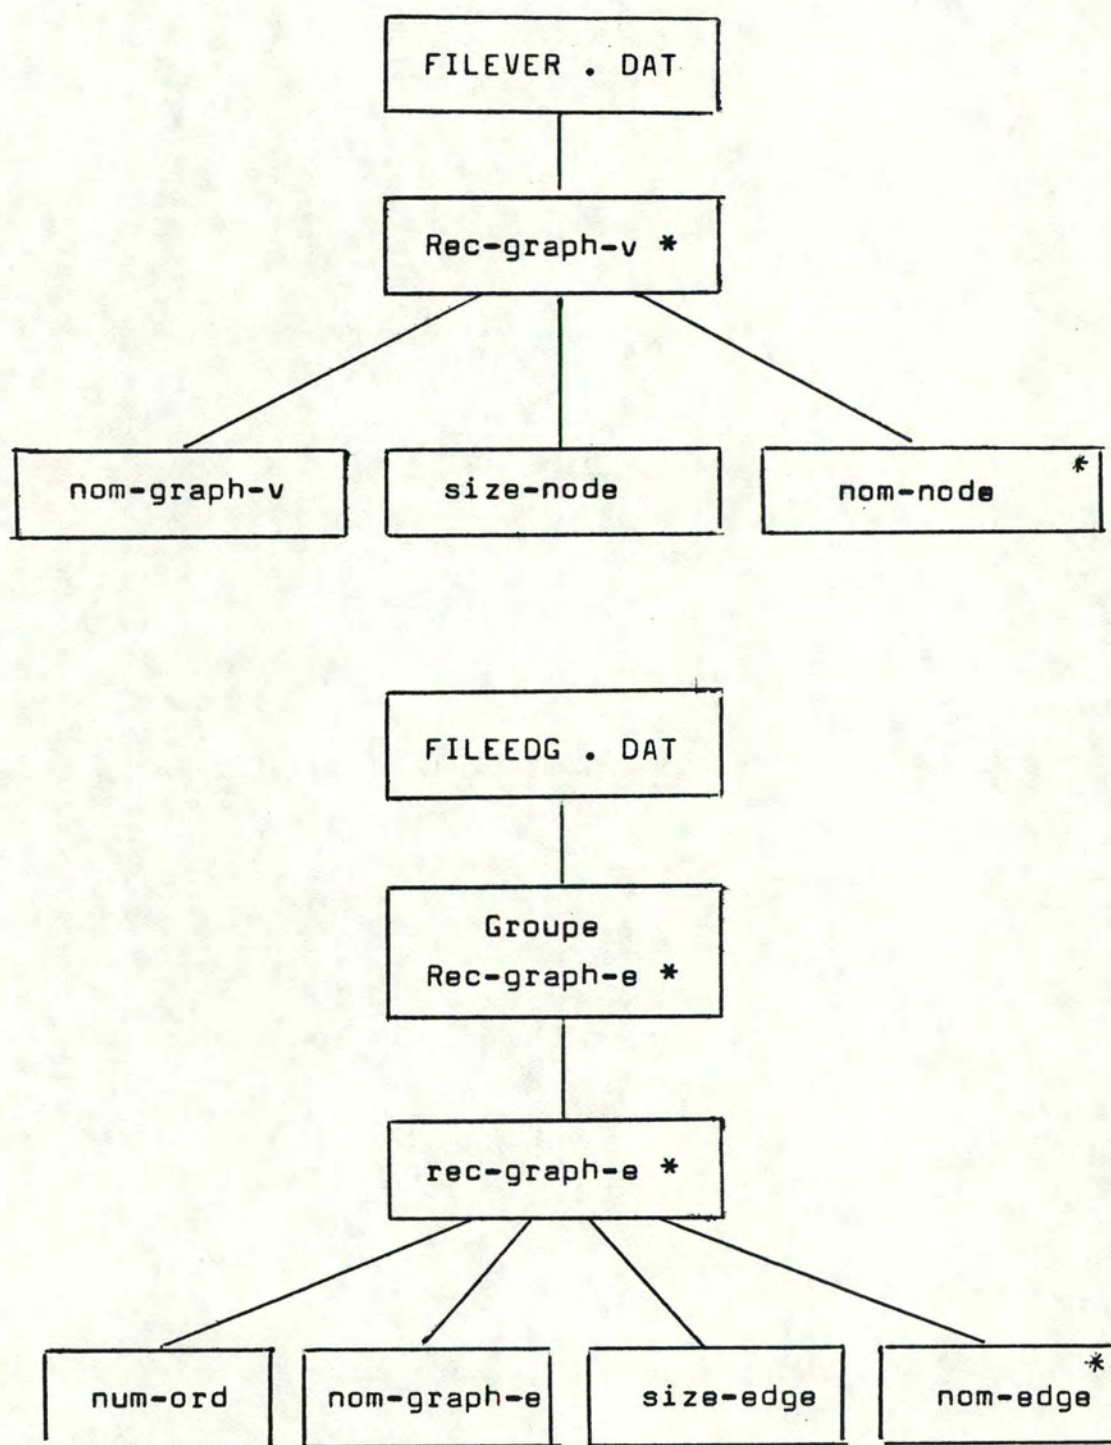 FILEVER . DAT
Rec-graph-v *
nom-graph-v
size-node
nom-node *
FILEEDG . DAT
Groupe
Rec-graph-e *
rec-graph-e *
num-ord
nom-graph-e
size-edge
nom-edge *